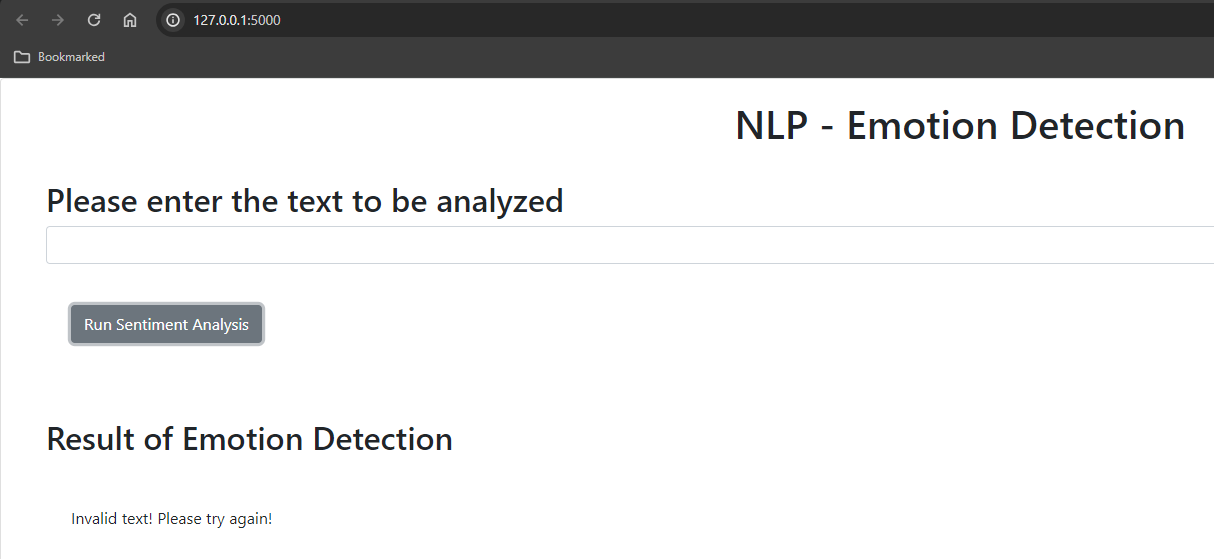 127.0.0.1:5000
Bookmarked
NLP - Emotion Detection
Please enter the text to be analyzed
Run Sentiment Analysis
Result of Emotion Detection
Invalid text! Please try again!